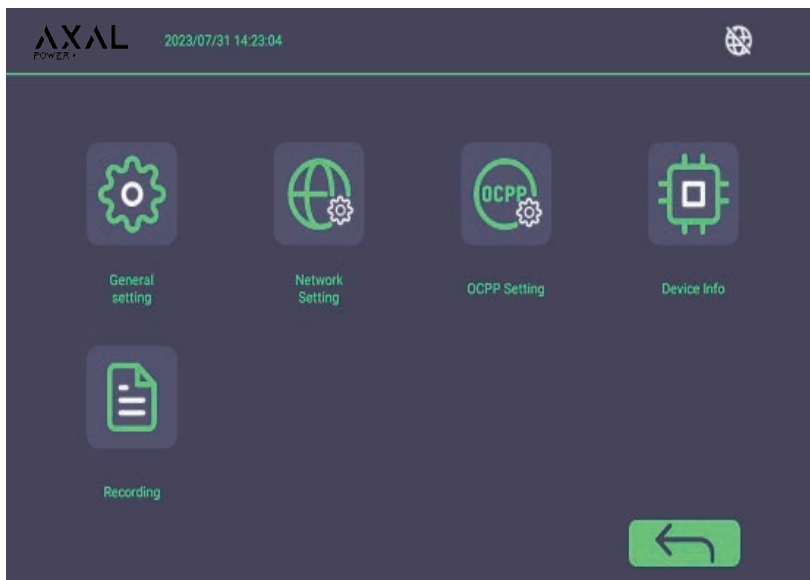 AXAL
POWER+
2023/07/31 14:23:04
General
setting
Network
Setting
OCPP
OCPP Setting
Device Info
Recording